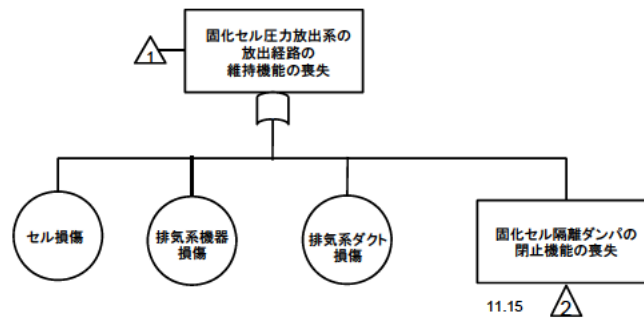 固化セル圧力放出系の
放出経路の
維持機能の喪失
1
セル損傷
排気系機器
損傷
排気系ダクト
損傷
固化セル隔離ダンパの
閉止機能の喪失
11.15
2